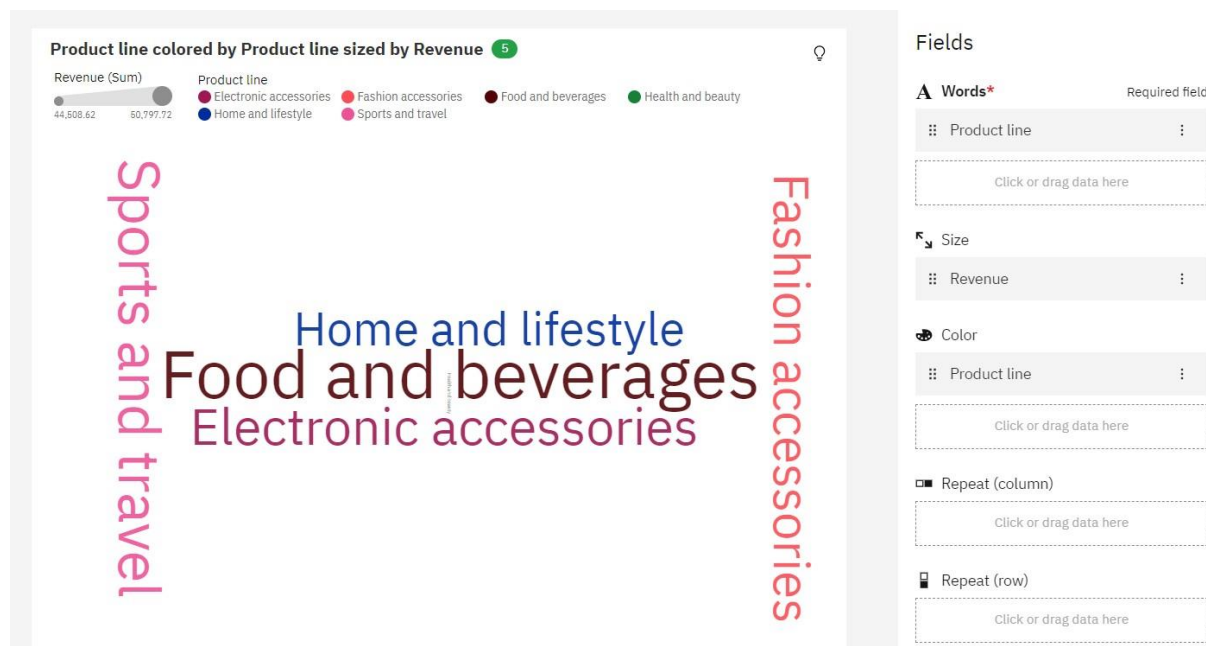 Product line colored by Product line sized by Revenue 5
Revenue (Sum)
44,508.62 50,797.72
Product line
Electronic accessories Fashion accessories Food and beverages Health and beauty
Home and lifestyle Sports and travel
Sports and travel
Home and lifestyle
Food and beverages
Electronic accessories
Fashion accessories
Fields
A Words* Required field
Product line
Click or drag data here
Size
Revenue
Color
Product line
Click or drag data here
Repeat (column)
Click or drag data here
Repeat (row)
Click or drag data here